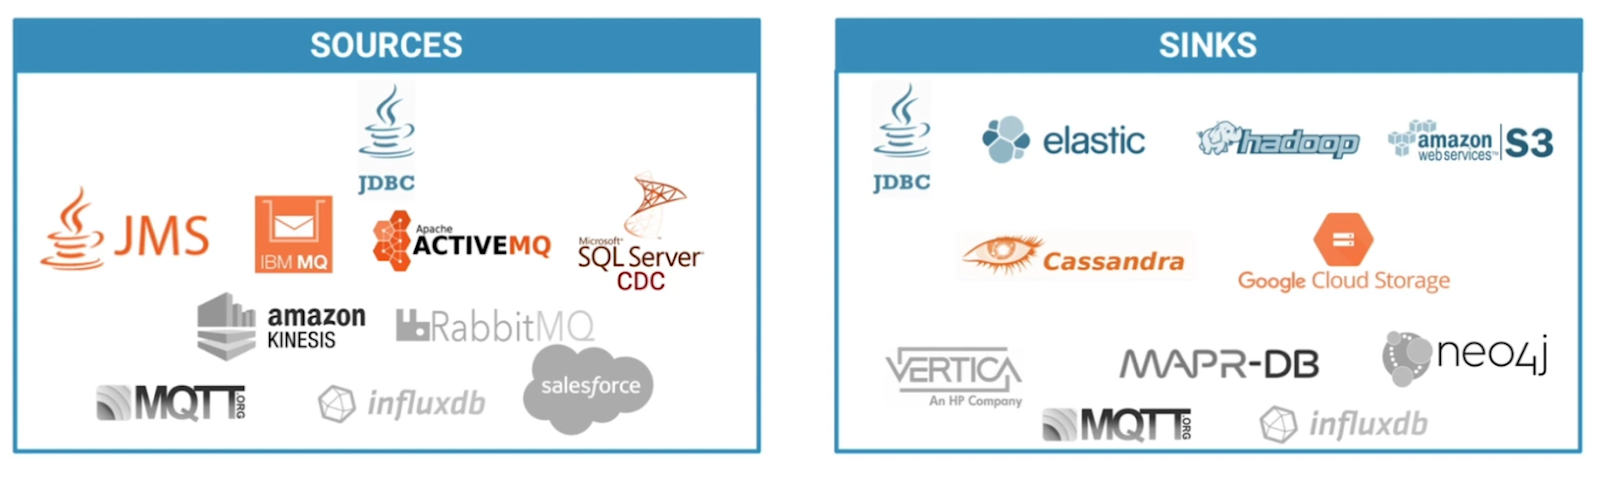 SOURCES
JDBC
JMS
IBM MQ
Apache
ACTIVEMQ
Microsoft®
SQL Server®
CDC
amazon
KINESIS
RabbitMQ
MQTT.ORG
influxdb
salesforce
SINKS
JDBC
elastic
hadoop
amazon
web services™
S3
Cassandra
Google Cloud Storage
VERTICA
An HP Company
MAPR-DB
neo4j
MQTT.ORG
influxdb